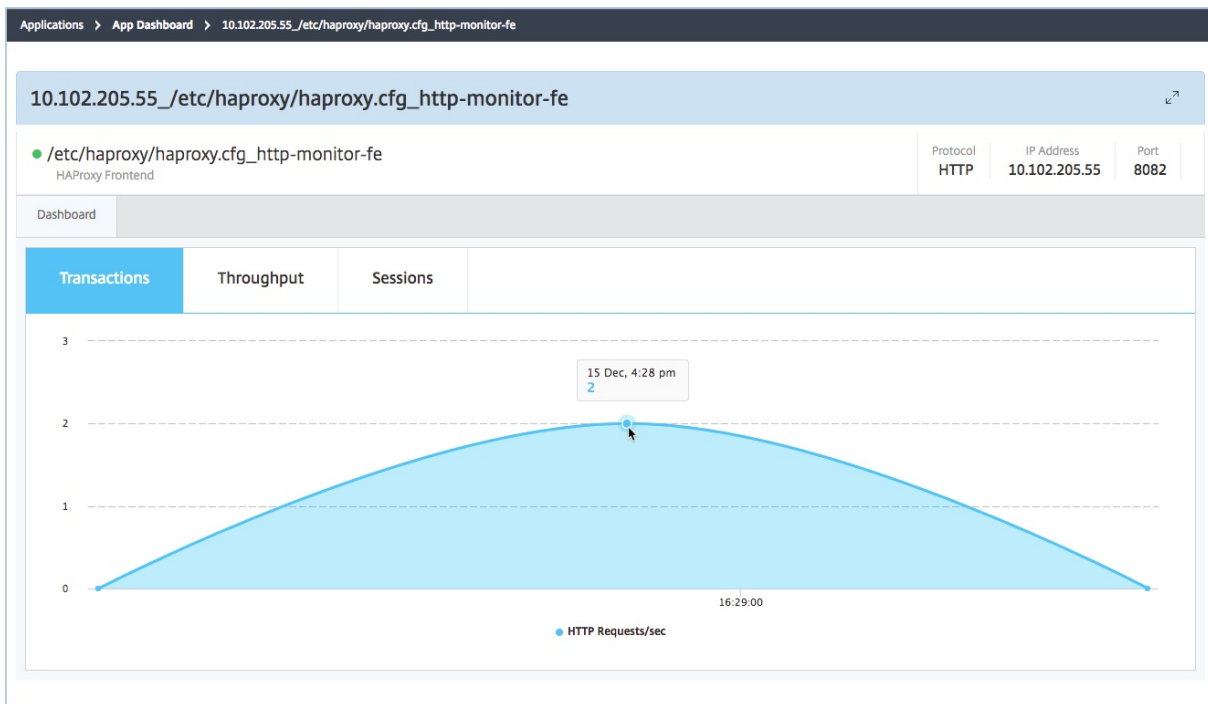 Applications > App Dashboard > 10.102.205.55_/etc/haproxy/haproxy.cfg_http-monitor-fe
10.102.205.55_/etc/haproxy/haproxy.cfg_http-monitor-fe
/etc/haproxy/haproxy.cfg_http-monitor-fe
HAProxy Frontend
Protocol IP Address Port
HTTP 10.102.205.55 8082
Dashboard
Transactions Throughput Sessions
3
15 Dec, 4:28 pm
2
2
1
0
16:29:00
HTTP Requests/sec